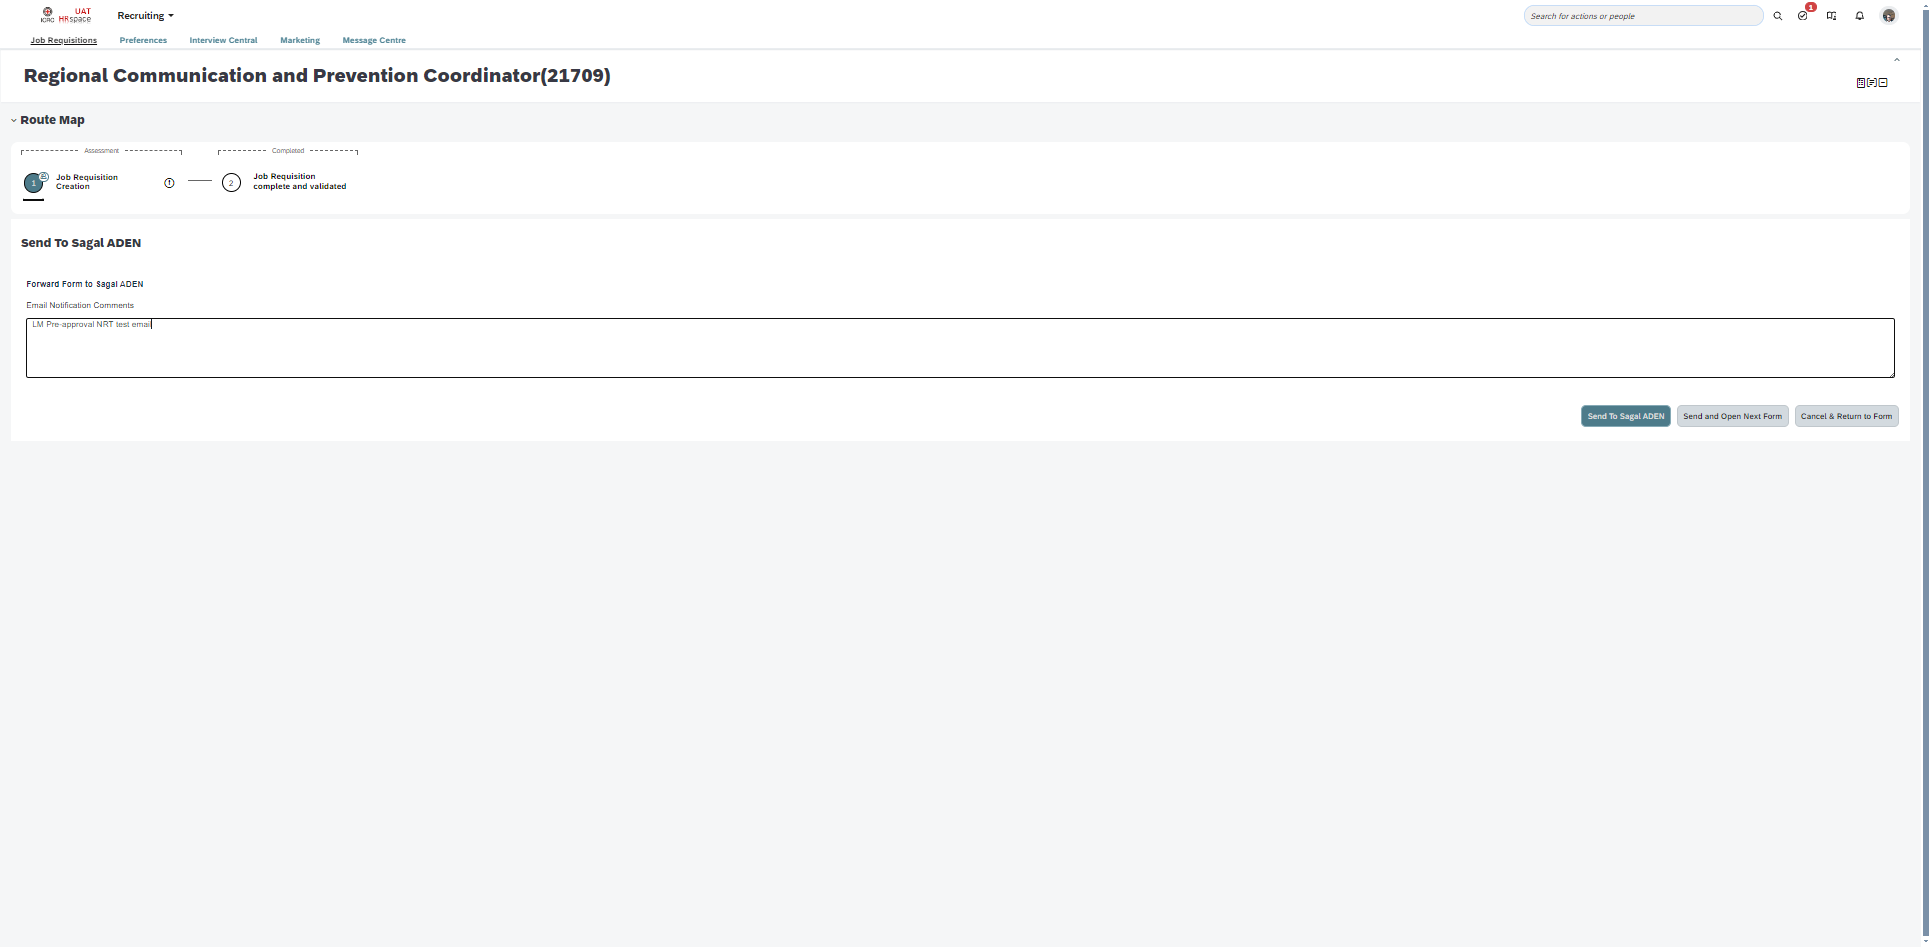 ICRC
UAT
HRspace
Recruiting
Search for actions or people
1
Job Requisitions
Preferences
Interview Central
Marketing
Message Centre
Regional Communication and Prevention Coordinator(21709)
Route Map
Assessment
Completed
1
Job Requisition
Creation
2
Job Requisition
complete and validated
Send To Sagal ADEN
Forward Form to Sagal ADEN
Email Notification Comments
LM Pre-approval NRT test email
Send To Sagal ADEN
Send and Open Next Form
Cancel & Return to Form